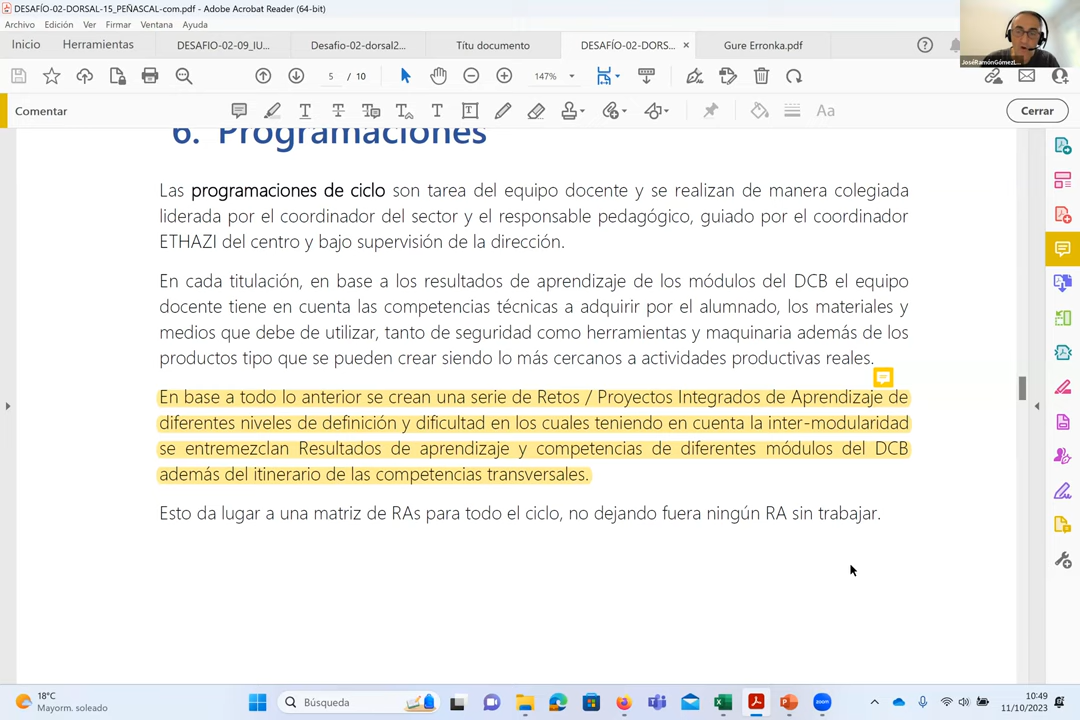 DESAFÍO-02-DORSAL-15_PEÑASCAL-com.pdf - Adobe Acrobat Reader (64-bit)
Archivo Edición Ver Firmar Ventana Ayuda
Inicio Herramientas DESAFIO-02-09_IU... Desafio-02-dorsal2... Títu documento DESAFÍO-02-DORS... × Gure Erronka.pdf
JoséRamónGómezL...
5 / 10 147%
Comentar Aa Cerrar
6. Programaciones
Las programaciones de ciclo son tarea del equipo docente y se realizan de manera colegiada
liderada por el coordinador del sector y el responsable pedagógico, guiado por el coordinador
ETHAZI del centro y bajo supervisión de la dirección.
En cada titulación, en base a los resultados de aprendizaje de los módulos del DCB el equipo
docente tiene en cuenta las competencias técnicas a adquirir por el alumnado, los materiales y
medios que debe de utilizar, tanto de seguridad como herramientas y maquinaria además de los
productos tipo que se pueden crear siendo lo más cercanos a actividades productivas reales.
En base a todo lo anterior se crean una serie de Retos / Proyectos Integrados de Aprendizaje de
diferentes niveles de definición y dificultad en los cuales teniendo en cuenta la inter-modularidad
se entremezclan Resultados de aprendizaje y competencias de diferentes módulos del DCB
además del itinerario de las competencias transversales.
Esto da lugar a una matriz de RAs para todo el ciclo, no dejando fuera ningún RA sin trabajar.
18°C
Mayorm. soleado
Búsqueda
zoom
10:49
11/10/2023